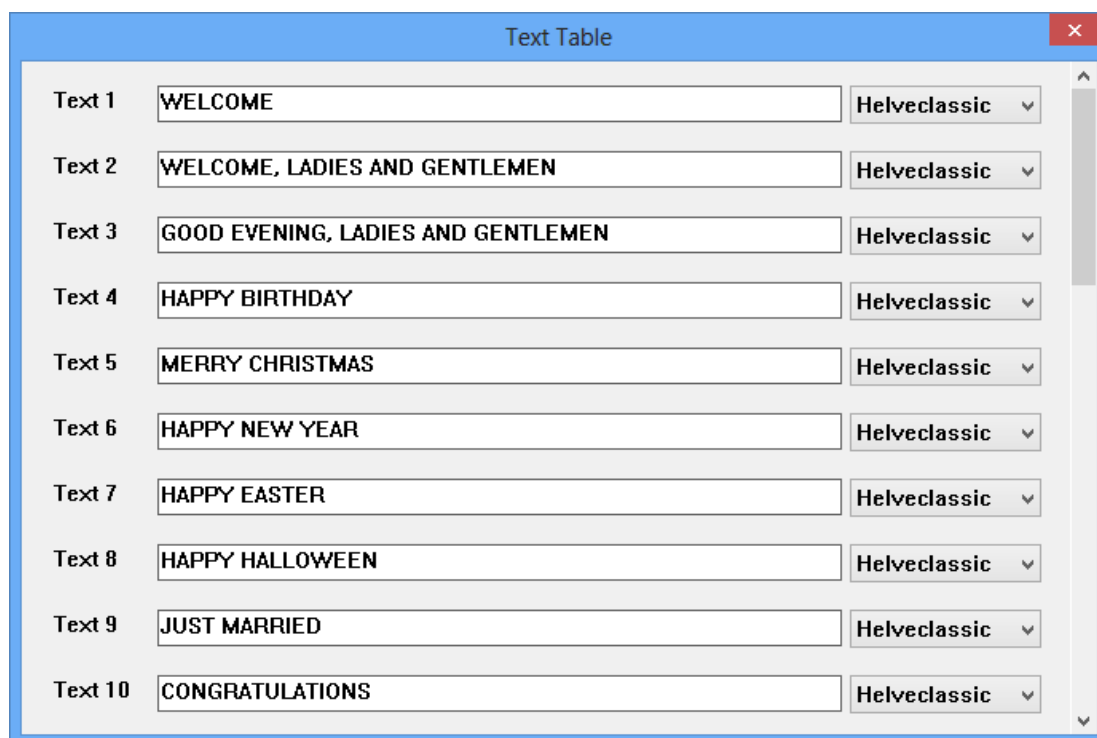 Text Table
Text 1 WELCOME Helveclassic
Text 2 WELCOME, LADIES AND GENTLEMEN Helveclassic
Text 3 GOOD EVENING, LADIES AND GENTLEMEN Helveclassic
Text 4 HAPPY BIRTHDAY Helveclassic
Text 5 MERRY CHRISTMAS Helveclassic
Text 6 HAPPY NEW YEAR Helveclassic
Text 7 HAPPY EASTER Helveclassic
Text 8 HAPPY HALLOWEEN Helveclassic
Text 9 JUST MARRIED Helveclassic
Text 10 CONGRATULATIONS Helveclassic